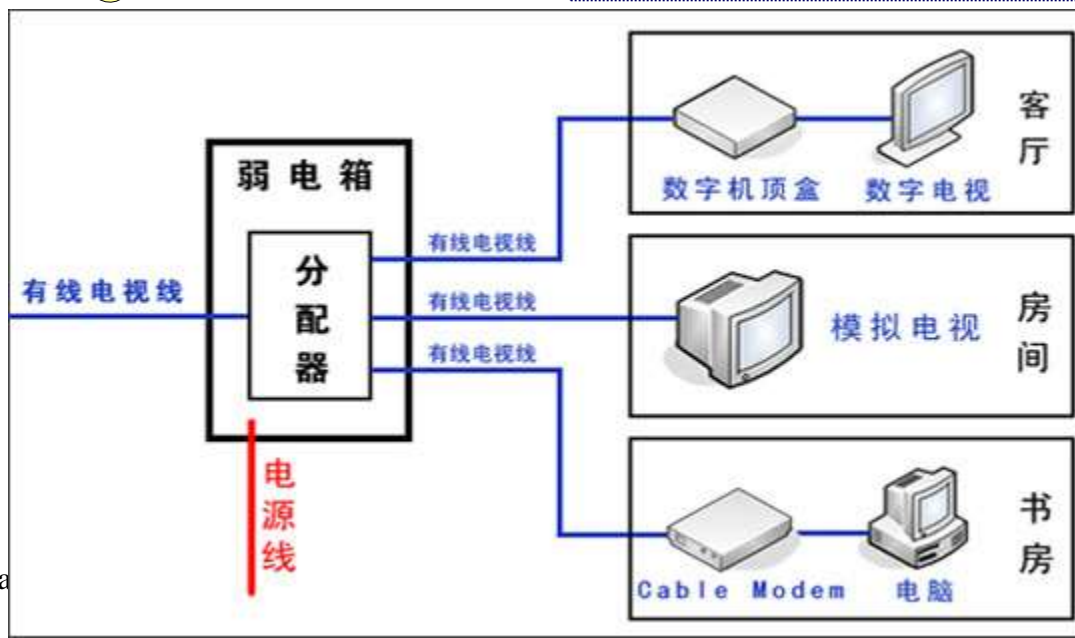 弱电箱
分配器
有线电视线
有线电视线
有线电视线
有线电视线
电源线
数字机顶盒
数字电视
客厅
模拟电视
房间
Cable Modem
电脑
书房